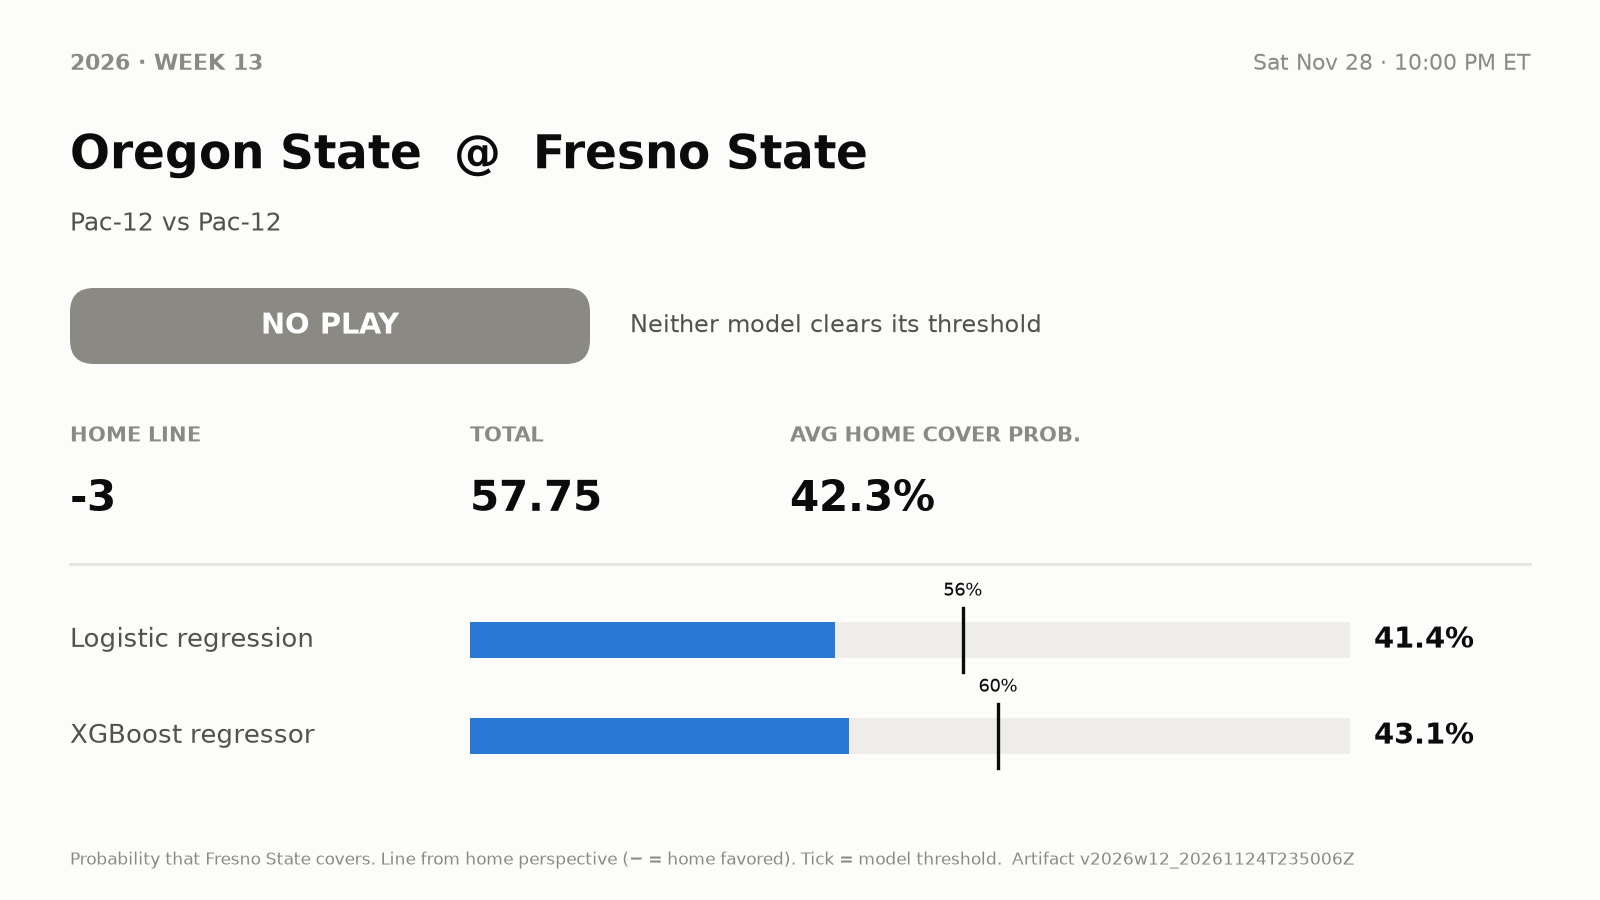 2026 · WEEK 13
Sat Nov 28 · 10:00 PM ET
Oregon State @ Fresno State
Pac-12 vs Pac-12
NO PLAY
Neither model clears its threshold
HOME LINE
TOTAL
AVG HOME COVER PROB.
-3
57.75
42.3%
56%
Logistic regression
41.4%
60%
XGBoost regressor
43.1%
Probability that Fresno State covers. Line from home perspective (− = home favored). Tick = model threshold.  Artifact v2026w12_20261124T235006Z